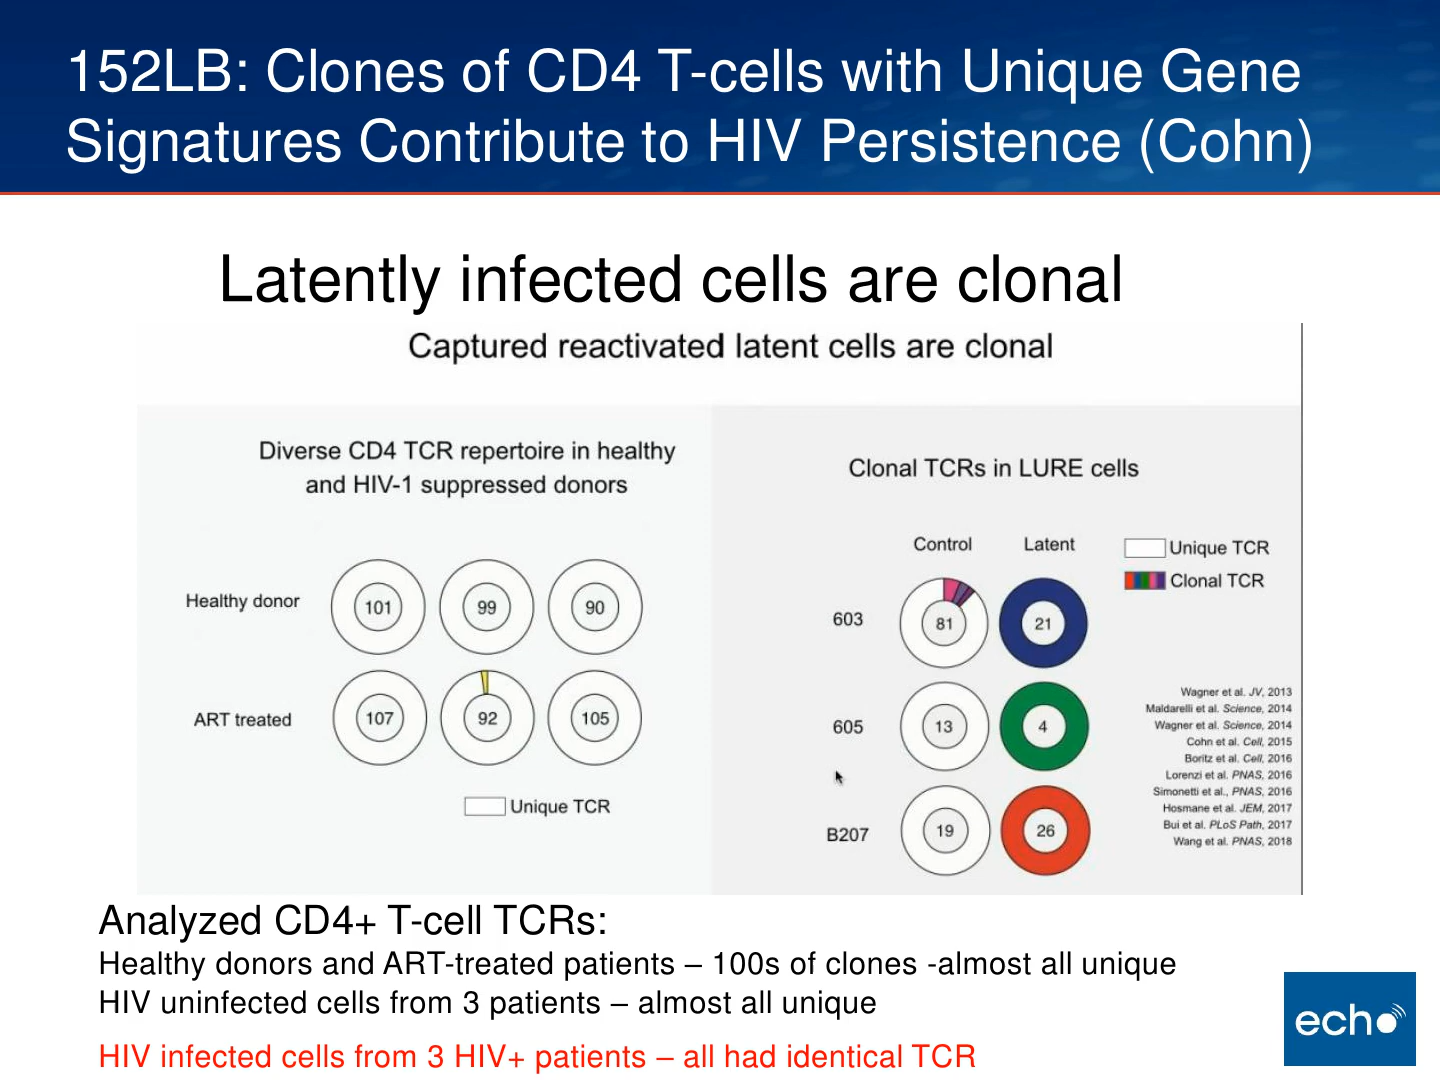 152LB: Clones of CD4 T-cells with Unique Gene
Signatures Contribute to HIV Persistence (Cohn)
Latently infected cells are clonal
Captured reactivated latent cells are clonal
Diverse CD4 TCR repertoire in healthy
and HIV-1 suppressed donors
Healthy donor
101
99
90
ART treated
107
92
105
Unique TCR
Clonal TCRs in LURE cells
Control
Latent
Unique TCR
Clonal TCR
603
81
21
605
13
4
B207
19
26
Wagner et al. JV, 2013
Maldarelli et al. Science, 2014
Wagner et al. Science, 2014
Cohn et al. Cell, 2015
Boritz et al. Cell, 2016
Lorenzi et al. PNAS, 2016
Simonetti et al., PNAS, 2016
Hosmane et al. JEM, 2017
Bui et al. PLoS Path, 2017
Wang et al. PNAS, 2018
Analyzed CD4+ T-cell TCRs:
Healthy donors and ART-treated patients – 100s of clones -almost all unique
HIV uninfected cells from 3 patients – almost all unique
HIV infected cells from 3 HIV+ patients – all had identical TCR
echo